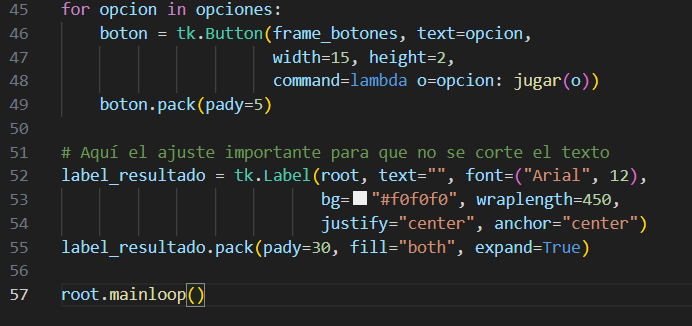 45 for opcion in opciones:
46     boton = tk.Button(frame_botones, text=opcion,
47                       width=15, height=2,
48                       command=lambda o=opcion: jugar(o))
49     boton.pack(pady=5)
50
51 # Aquí el ajuste importante para que no se corte el texto
52 label_resultado = tk.Label(root, text="", font=("Arial", 12),
53                            bg="#f0f0f0", wraplength=450,
54                            justify="center", anchor="center")
55 label_resultado.pack(pady=30, fill="both", expand=True)
56
57 root.mainloop()